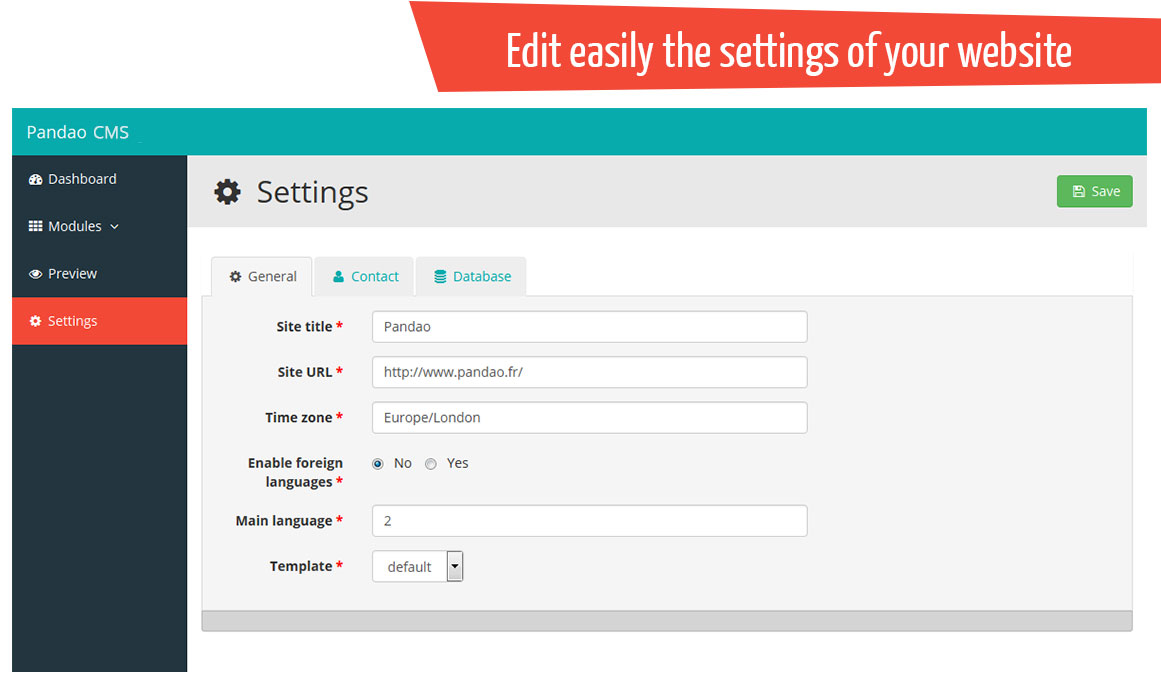 Edit easily the settings of your website
Pandao CMS
Dashboard
Modules
Preview
Settings
Settings
Save
General Contact Database
Site title * Pandao
Site URL * http://www.pandao.fr/
Time zone * Europe/London
Enable foreign
languages * No Yes
Main language * 2
Template * default